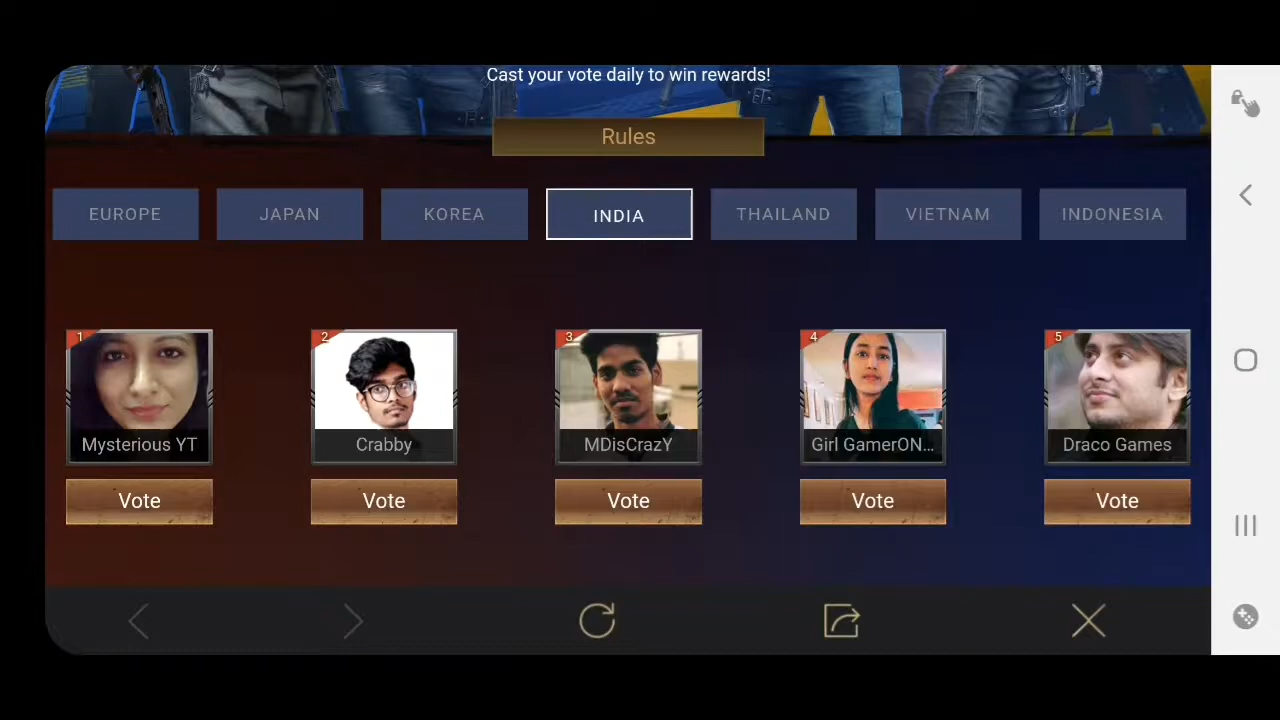 Cast your vote daily to win rewards!
Rules
EUROPE
JAPAN
KOREA
INDIA
THAILAND
VIETNAM
INDONESIA
1
2
3
4
5
Mysterious YT
Crabby
MDisCrazY
Girl GamerON...
Draco Games
Vote
Vote
Vote
Vote
Vote